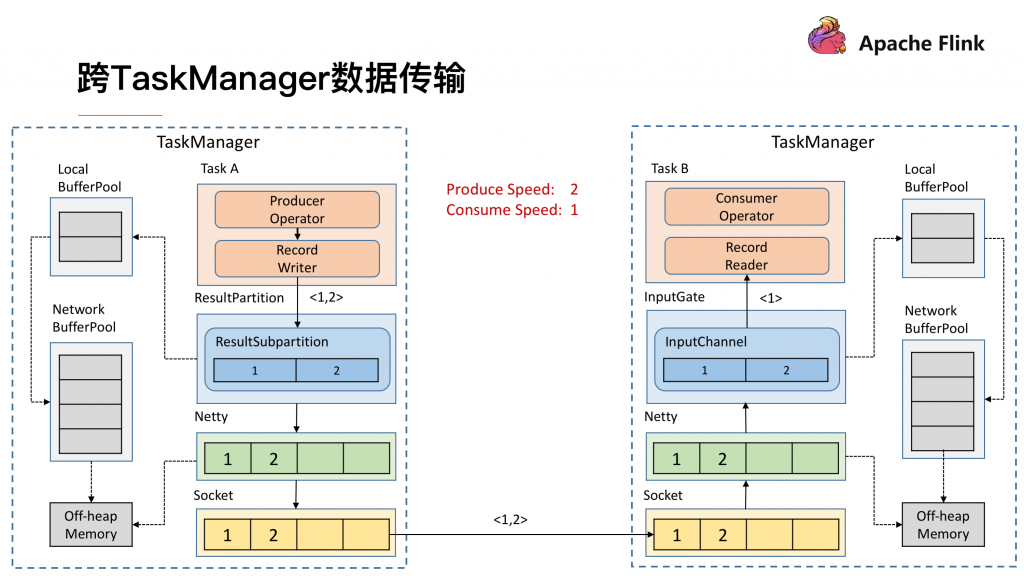 Apache Flink
跨TaskManager数据传输
TaskManager
Local
BufferPool
Task A
Producer
Operator
Record
Writer
ResultPartition
<1,2>
Network
BufferPool
ResultSubpartition
1 2
Netty
1 2
Socket
1 2
Off-heap
Memory
Produce Speed: 2
Consume Speed: 1
<1,2>
TaskManager
Task B
Local
BufferPool
Consumer
Operator
Record
Reader
InputGate
<1>
Network
BufferPool
InputChannel
1 2
Netty
1 2
Socket
1 2
Off-heap
Memory